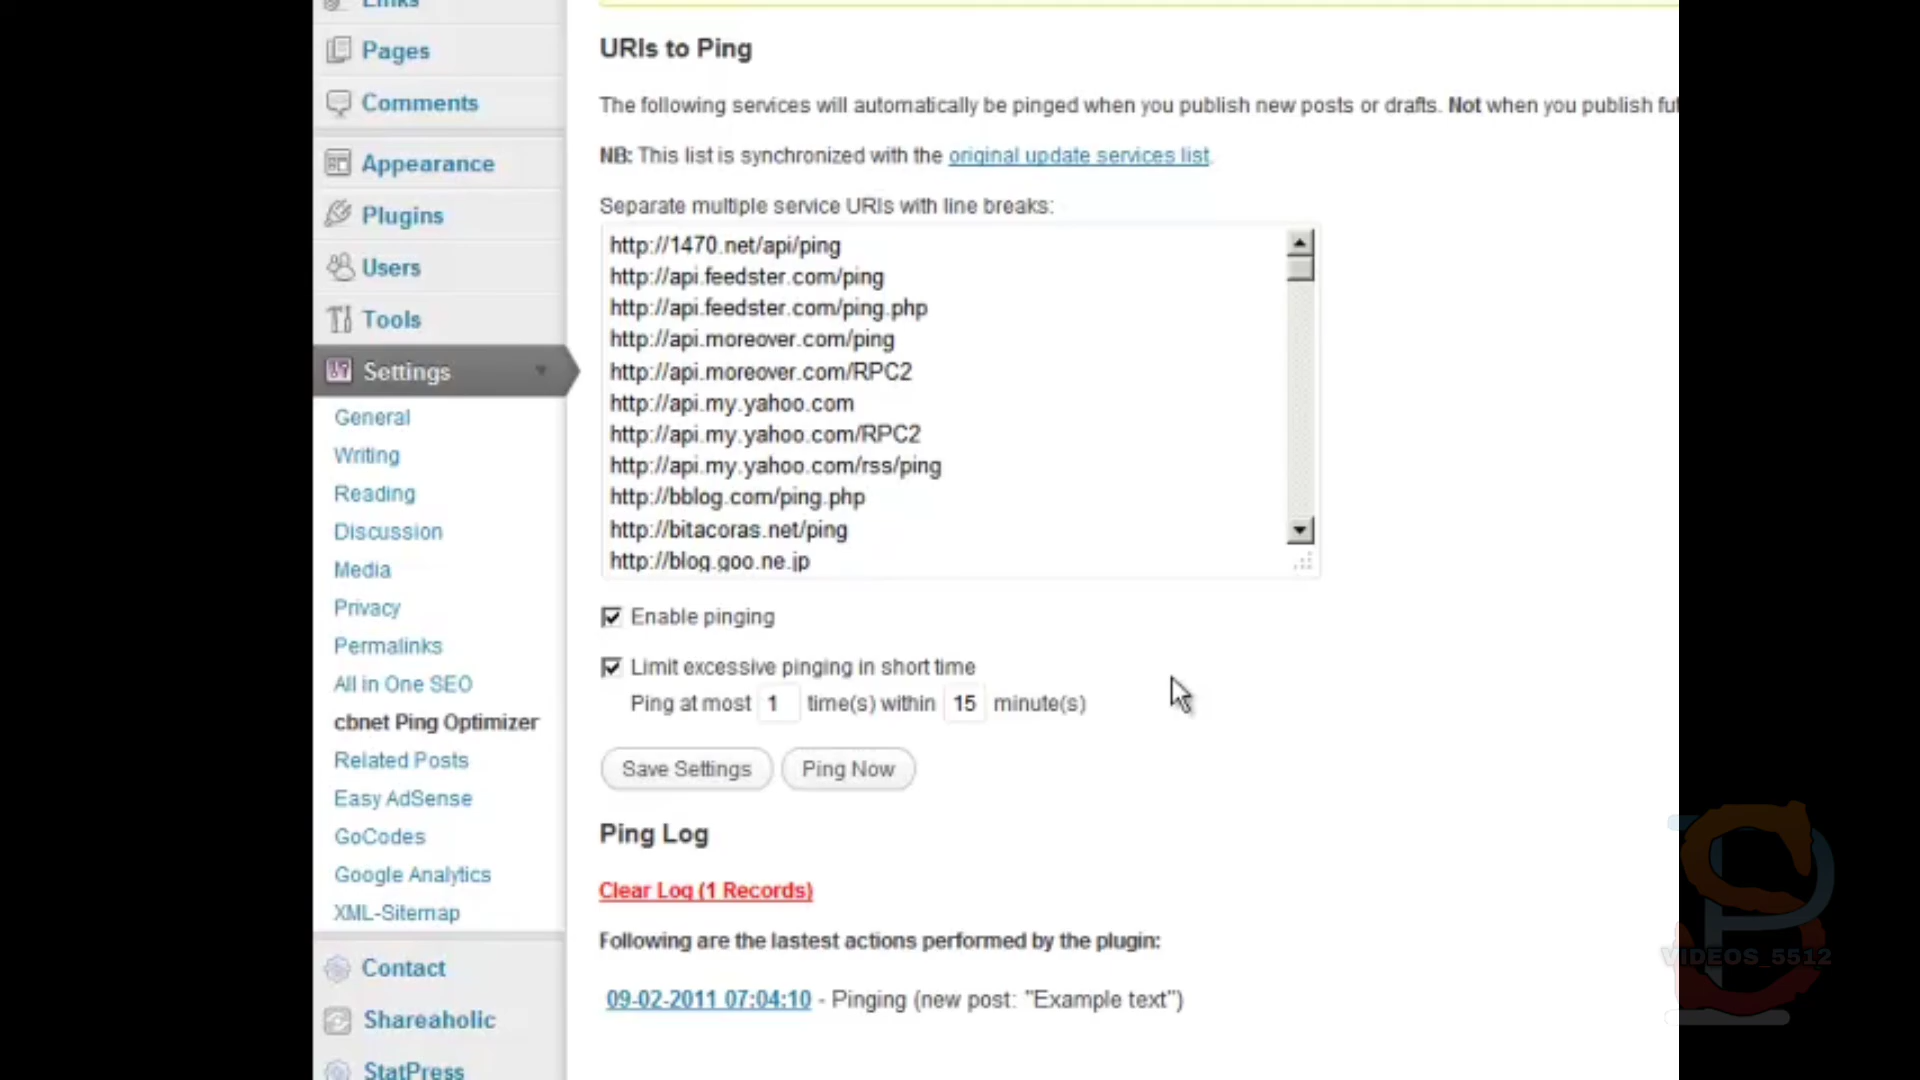 Links
Pages
Comments
Appearance
Plugins
Users
Tools
Settings
General
Writing
Reading
Discussion
Media
Privacy
Permalinks
All in One SEO
cbnet Ping Optimizer
Related Posts
Easy AdSense
GoCodes
Google Analytics
XML-Sitemap
Contact
Shareaholic
StatPress
URIs to Ping
The following services will automatically be pinged when you publish new posts or drafts. Not when you publish fut
NB: This list is synchronized with the original update services list.
Separate multiple service URIs with line breaks:
http://1470.net/api/ping
http://api.feedster.com/ping
http://api.feedster.com/ping.php
http://api.moreover.com/ping
http://api.moreover.com/RPC2
http://api.my.yahoo.com
http://api.my.yahoo.com/RPC2
http://api.my.yahoo.com/rss/ping
http://bblog.com/ping.php
http://bitacoras.net/ping
http://blog.goo.ne.jp
Enable pinging
Limit excessive pinging in short time
Ping at most 1 time(s) within 15 minute(s)
Save Settings Ping Now
Ping Log
Clear Log (1 Records)
Following are the lastest actions performed by the plugin:
09-02-2011 07:04:10 - Pinging (new post: "Example text")
VIDEOS_5512